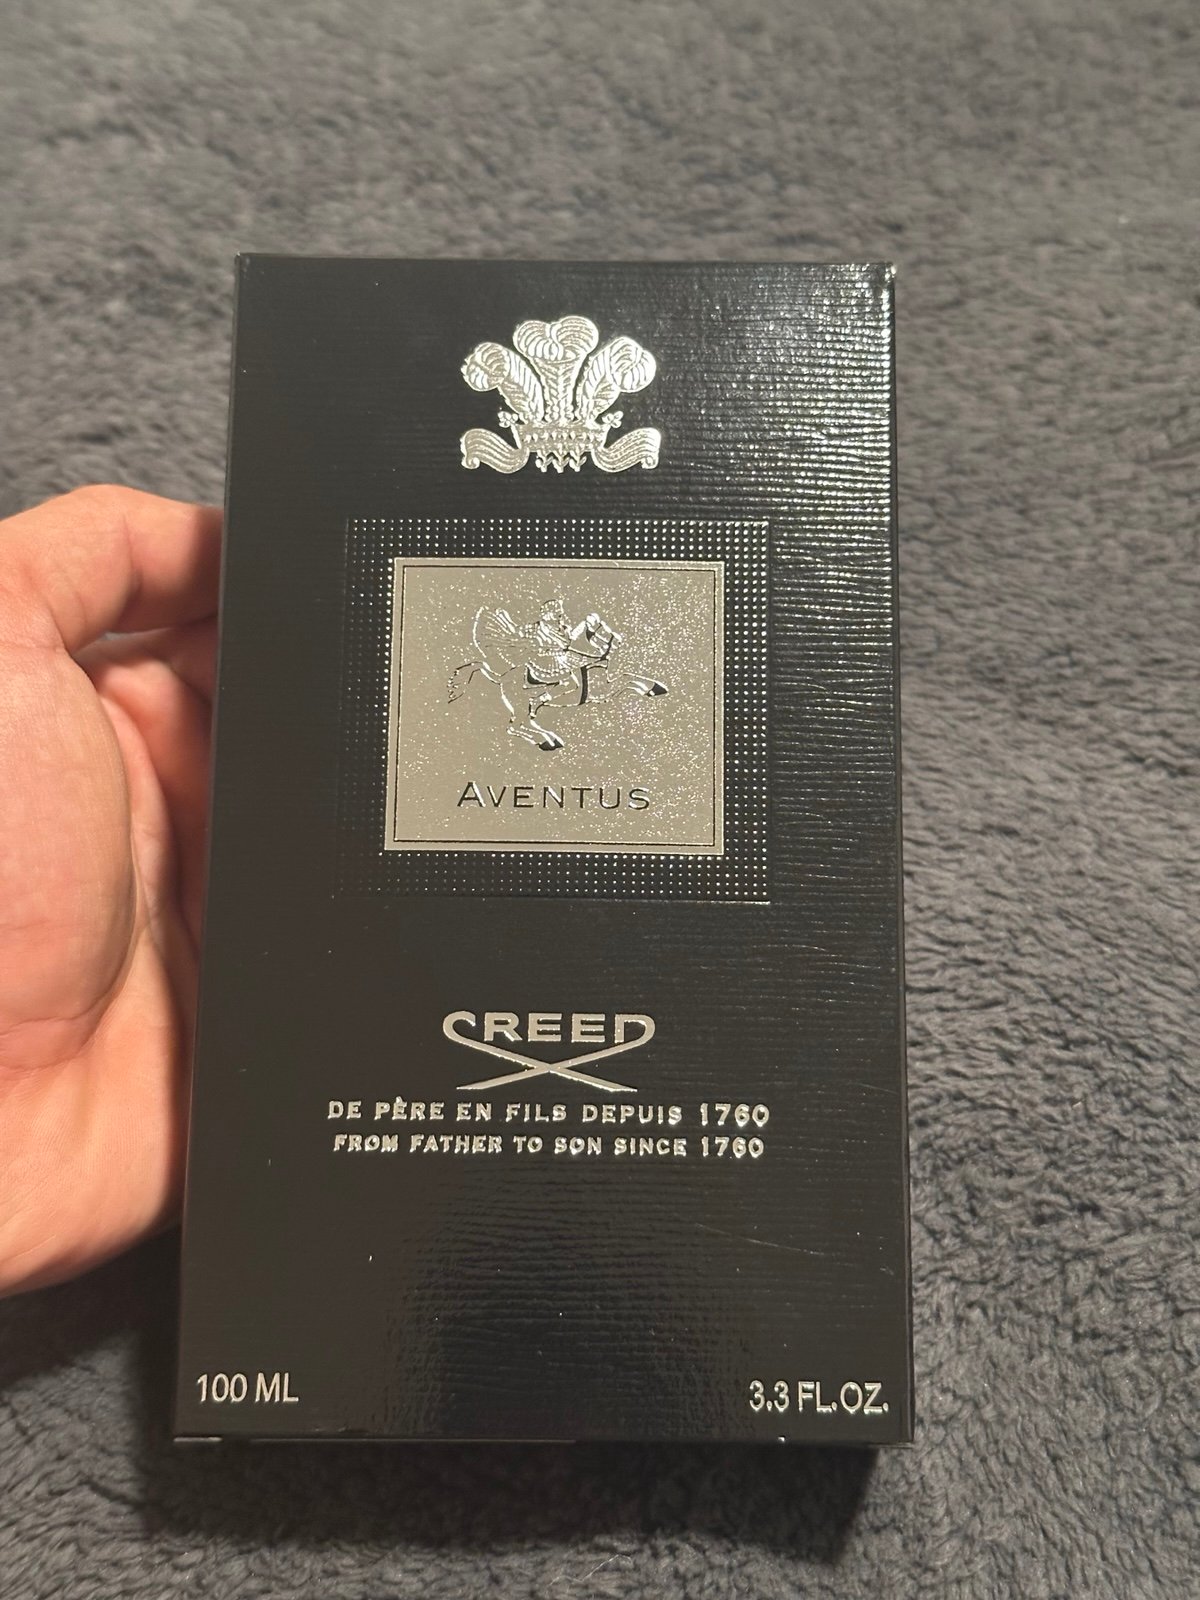 AVENTUS
CREED
DE PÈRE EN FILS DEPUIS 1760
FROM FATHER TO SON SINCE 1760
100 ML
3.3 FL.OZ.